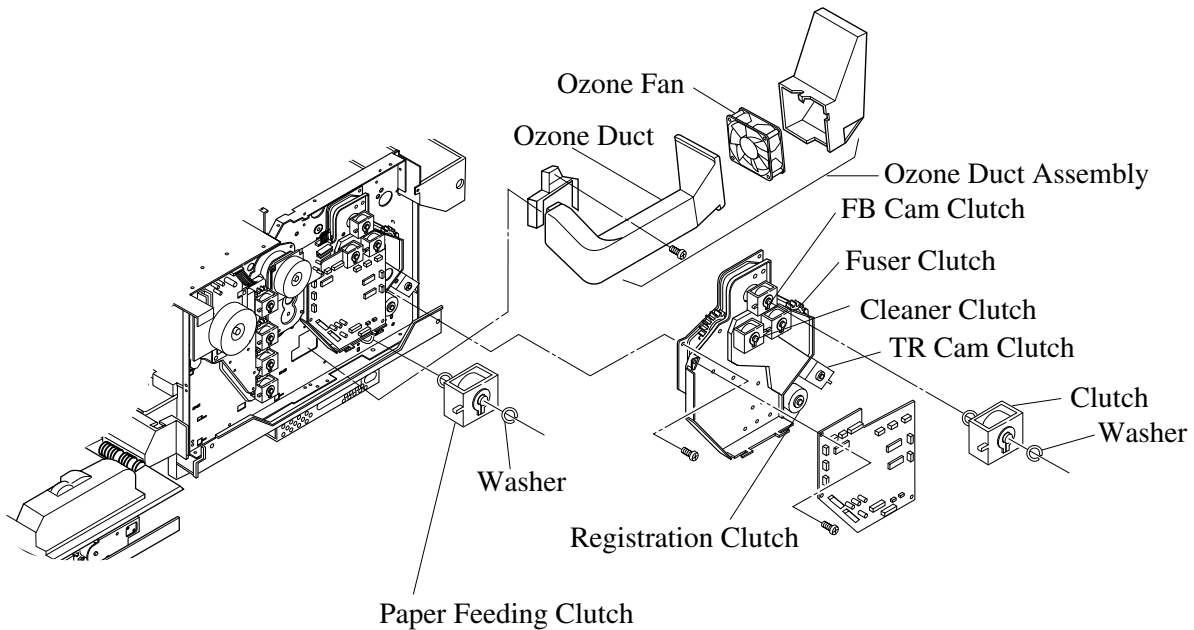 Ozone Fan
Ozone Duct
Ozone Duct Assembly
FB Cam Clutch
Fuser Clutch
Cleaner Clutch
TR Cam Clutch
Clutch
Washer
Washer
Registration Clutch
Paper Feeding Clutch